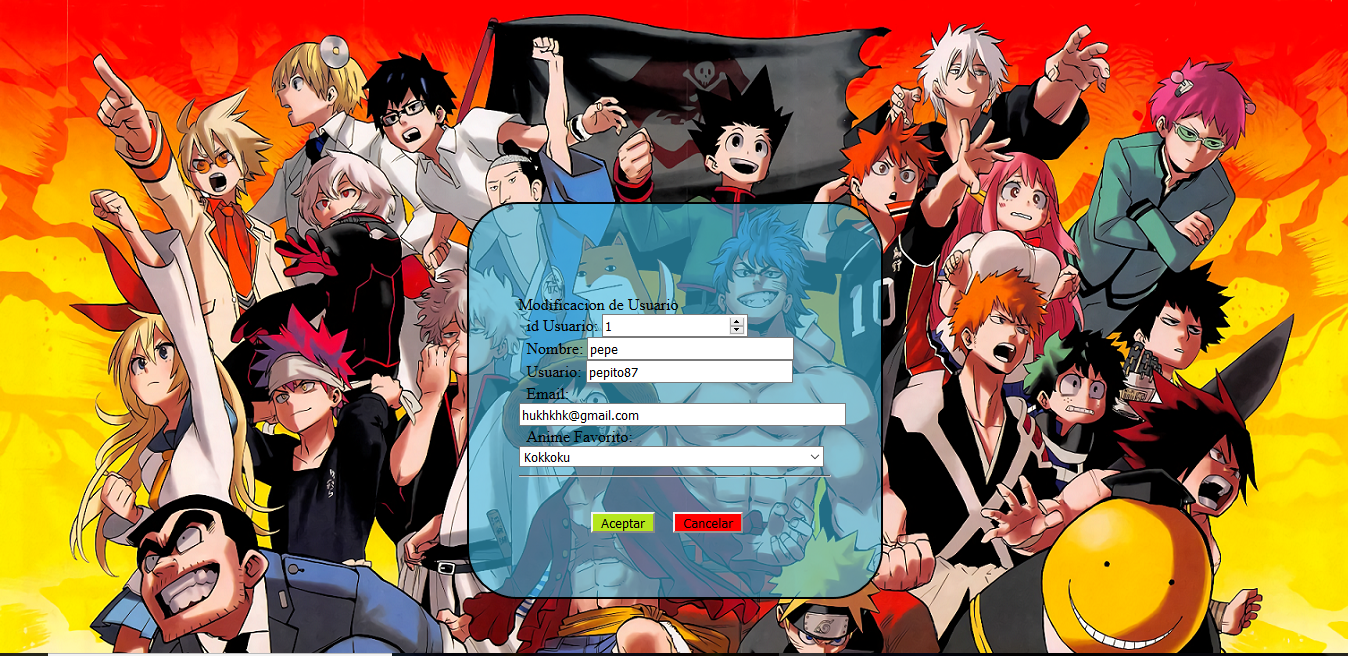 Modificacion de Usuario
id Usuario: 1
Nombre: pepe
Usuario: pepito87
Email:
hukhkhk@gmail.com
Anime Favorito:
Kokkoku
Aceptar Cancelar
10